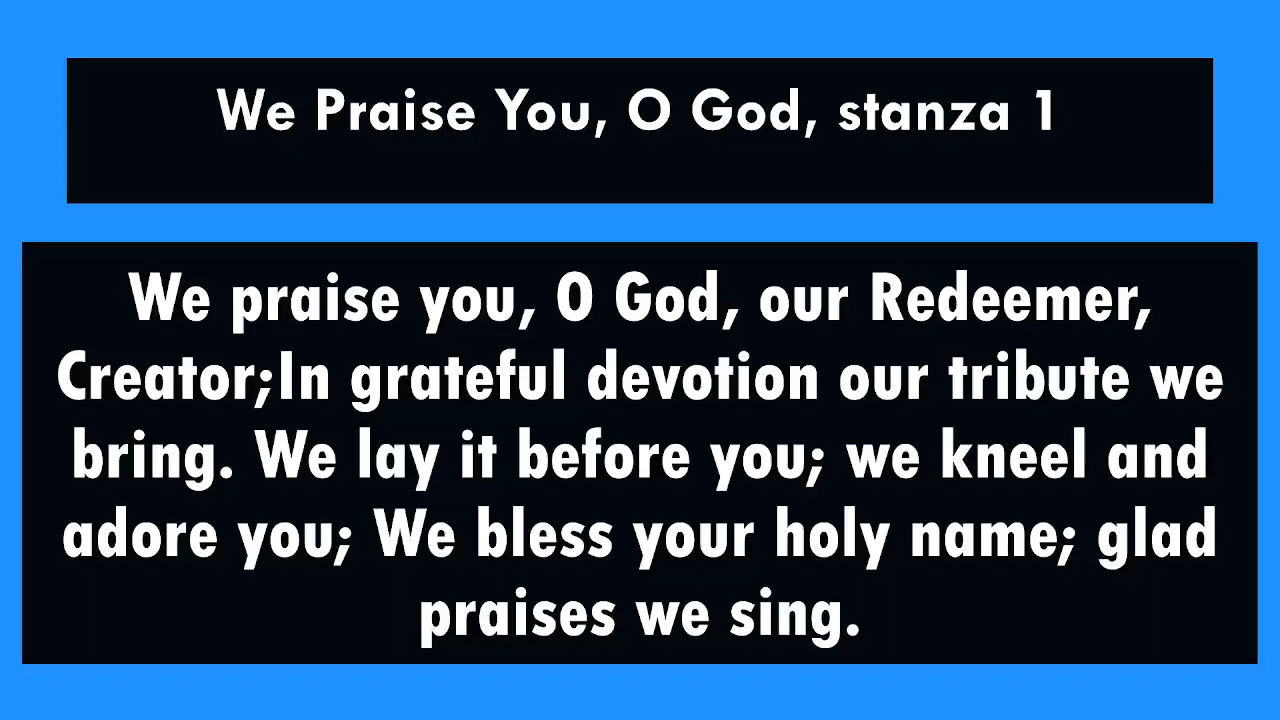 We Praise You, O God, stanza 1
We praise you, O God, our Redeemer,
Creator;In grateful devotion our tribute we
bring. We lay it before you; we kneel and
adore you; We bless your holy name; glad
praises we sing.